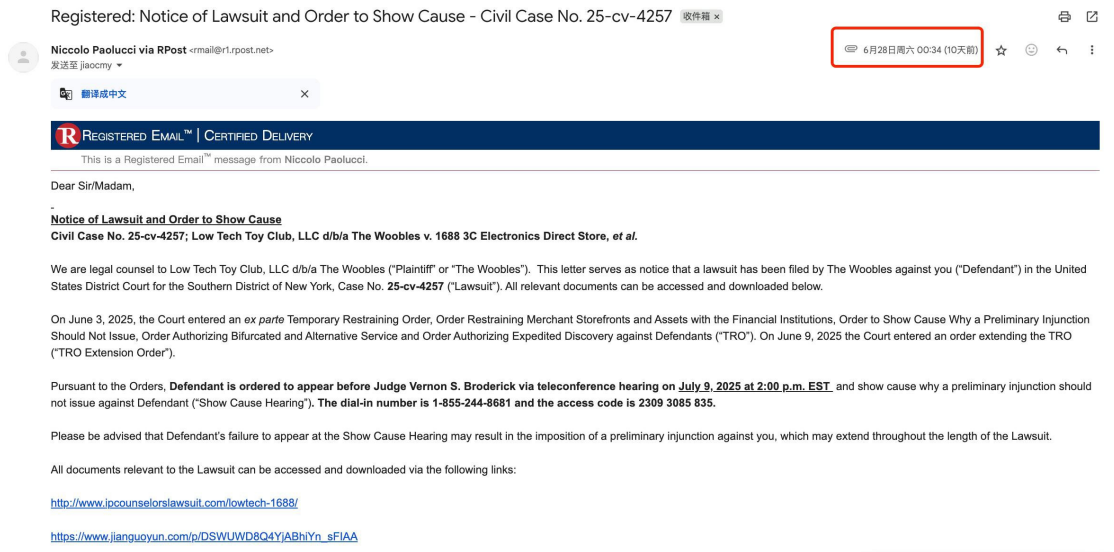 Registered: Notice of Lawsuit and Order to Show Cause - Civil Case No. 25-cv-4257 收件箱 ×
Niccolo Paolucci via RPost <rmail@r1.rpost.net> 6月28日周六 00:34 (10天前)
发送至 jiaocmy
翻译成中文
R REGISTERED EMAIL™ | CERTIFIED DELIVERY
This is a Registered Email™ message from Niccolo Paolucci.
Dear Sir/Madam,
Notice of Lawsuit and Order to Show Cause
Civil Case No. 25-cv-4257; Low Tech Toy Club, LLC d/b/a The Woobles v. 1688 3C Electronics Direct Store, et al.
We are legal counsel to Low Tech Toy Club, LLC d/b/a The Woobles (“Plaintiff” or “The Woobles”). This letter serves as notice that a lawsuit has been filed by The Woobles against you (“Defendant”) in the United
States District Court for the Southern District of New York, Case No. 25-cv-4257 (“Lawsuit”). All relevant documents can be accessed and downloaded below.
On June 3, 2025, the Court entered an ex parte Temporary Restraining Order, Order Restraining Merchant Storefronts and Assets with the Financial Institutions, Order to Show Cause Why a Preliminary Injunction
Should Not Issue, Order Authorizing Bifurcated and Alternative Service and Order Authorizing Expedited Discovery against Defendants (“TRO”). On June 9, 2025 the Court entered an order extending the TRO
(“TRO Extension Order”).
Pursuant to the Orders, Defendant is ordered to appear before Judge Vernon S. Broderick via teleconference hearing on July 9, 2025 at 2:00 p.m. EST and show cause why a preliminary injunction should
not issue against Defendant (“Show Cause Hearing”). The dial-in number is 1-855-244-8681 and the access code is 2309 3085 835.
Please be advised that Defendant’s failure to appear at the Show Cause Hearing may result in the imposition of a preliminary injunction against you, which may extend throughout the length of the Lawsuit.
All documents relevant to the Lawsuit can be accessed and downloaded via the following links:
http://www.ipcounselorslawsuit.com/lowtech-1688/
https://www.jianguoyun.com/p/DSWUWD8Q4YjABhiYn_sFIAA